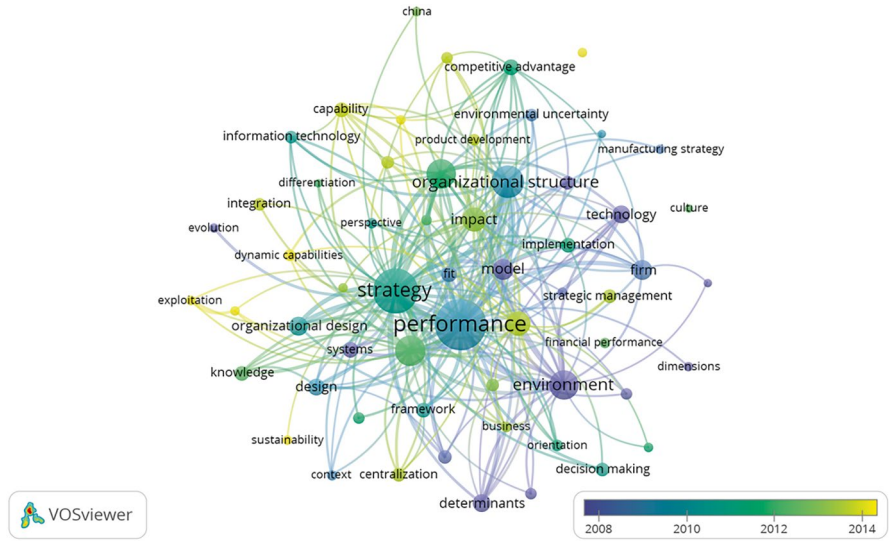 china
competitive advantage
capability
environmental uncertainty
information technology
product development
manufacturing strategy
differentiation
organizational structure
integration
culture
technology
impact
perspective
evolution
implementation
dynamic capabilities
fit
model
firm
strategy
strategic management
exploitation
performance
organizational design
financial performance
systems
dimensions
knowledge
design
environment
framework
business
sustainability
orientation
context
centralization
decision making
determinants
VOSviewer
2008 2010 2012 2014